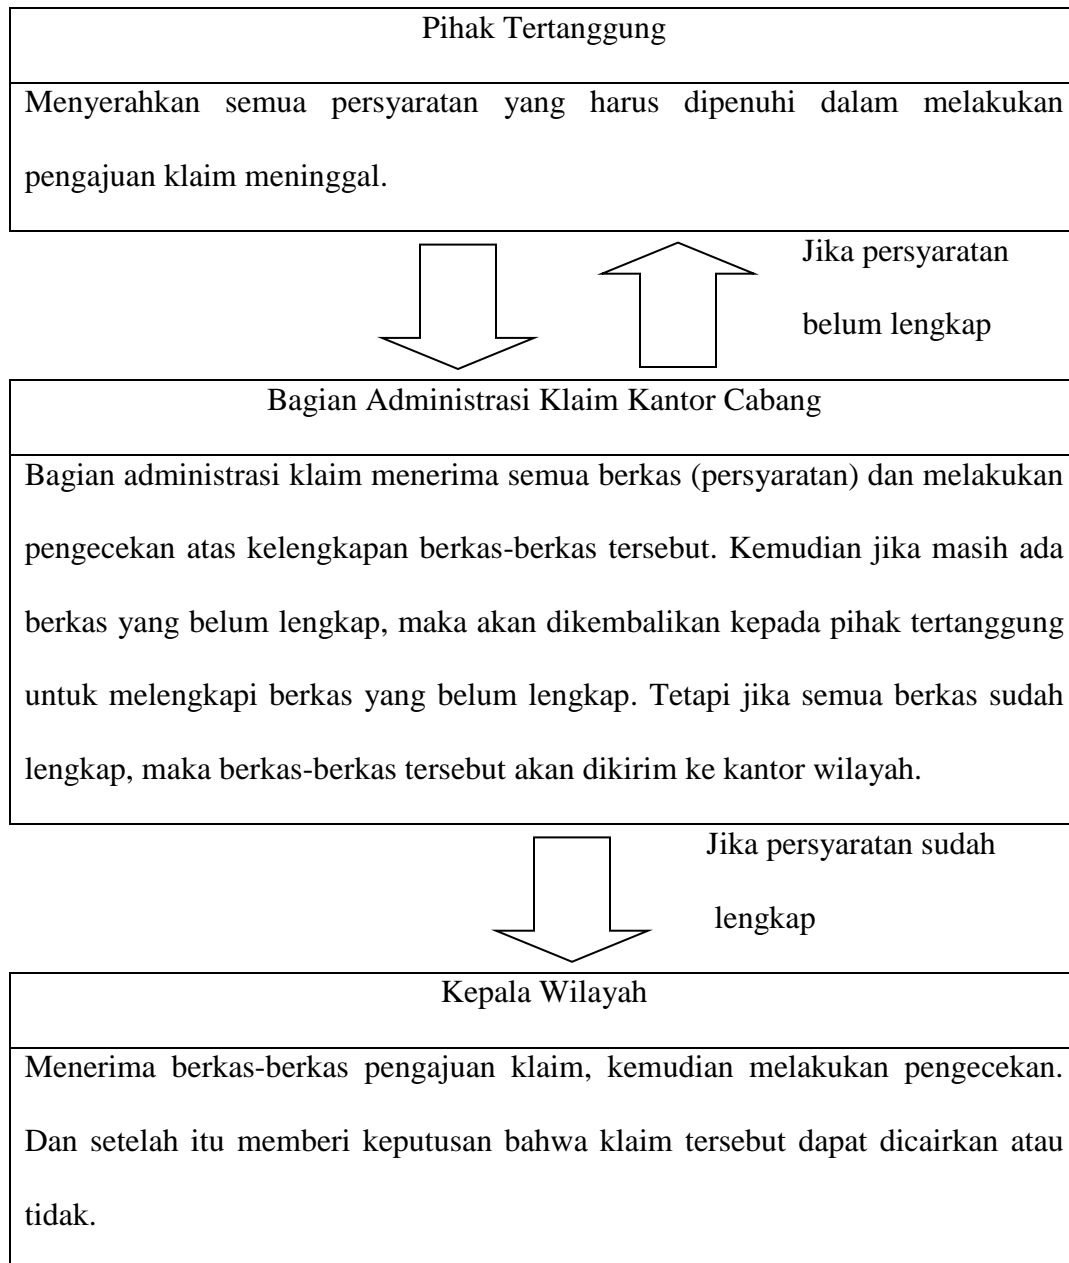 Pihak Tertanggung
Menyerahkan semua persyaratan yang harus dipenuhi dalam melakukan
pengajuan klaim meninggal.
Jika persyaratan
belum lengkap
Bagian Administrasi Klaim Kantor Cabang
Bagian administrasi klaim menerima semua berkas (persyaratan) dan melakukan
pengecekan atas kelengkapan berkas-berkas tersebut. Kemudian jika masih ada
berkas yang belum lengkap, maka akan dikembalikan kepada pihak tertanggung
untuk melengkapi berkas yang belum lengkap. Tetapi jika semua berkas sudah
lengkap, maka berkas-berkas tersebut akan dikirim ke kantor wilayah.
Jika persyaratan sudah
lengkap
Kepala Wilayah
Menerima berkas-berkas pengajuan klaim, kemudian melakukan pengecekan.
Dan setelah itu memberi keputusan bahwa klaim tersebut dapat dicairkan atau
tidak.